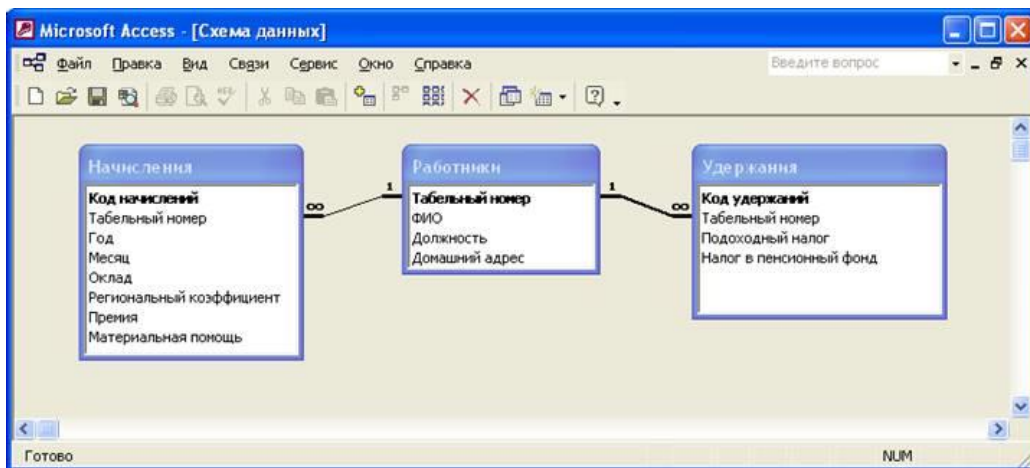 Microsoft Access - [Схема данных]
Файл Правка Вид Связи Сервис Окно Справка Введите вопрос
Начисления
Код начислений
Табельный номер
Год
Месяц
Оклад
Региональный коэффициент
Премия
Материальная помощь
∞ 1
Работники
Табельный номер
ФИО
Должность
Домашний адрес
1 ∞
Удержания
Код удержаний
Табельный номер
Подоходный налог
Налог в пенсионный фонд
Готово NUM